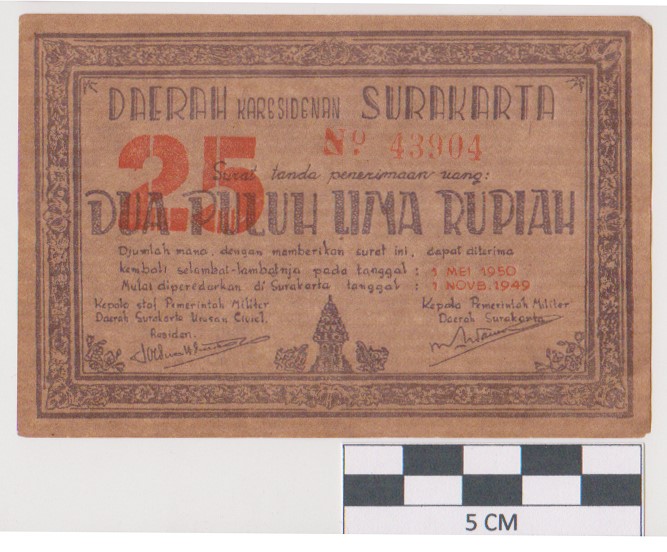 DAERAH KARESIDENAN SURAKARTA
25
Nº 43904
Surat tanda penerimaan uang:
DUA PULUH LIMA RUPIAH
Djumlah mana, dengan memberikan surat ini, dapat diterima
kembali selambat-lambatnja pada tanggal : 1 MEI 1950
Mulai diperedarkan di Surakarta tanggal : 1 NOVB. 1949
Kepala staf Pemerintah Militer
Daerah Surakarta Urusan Civiel.
Residen.
Kepala Pemerintah Militer
Daerah Surakarta
5 CM